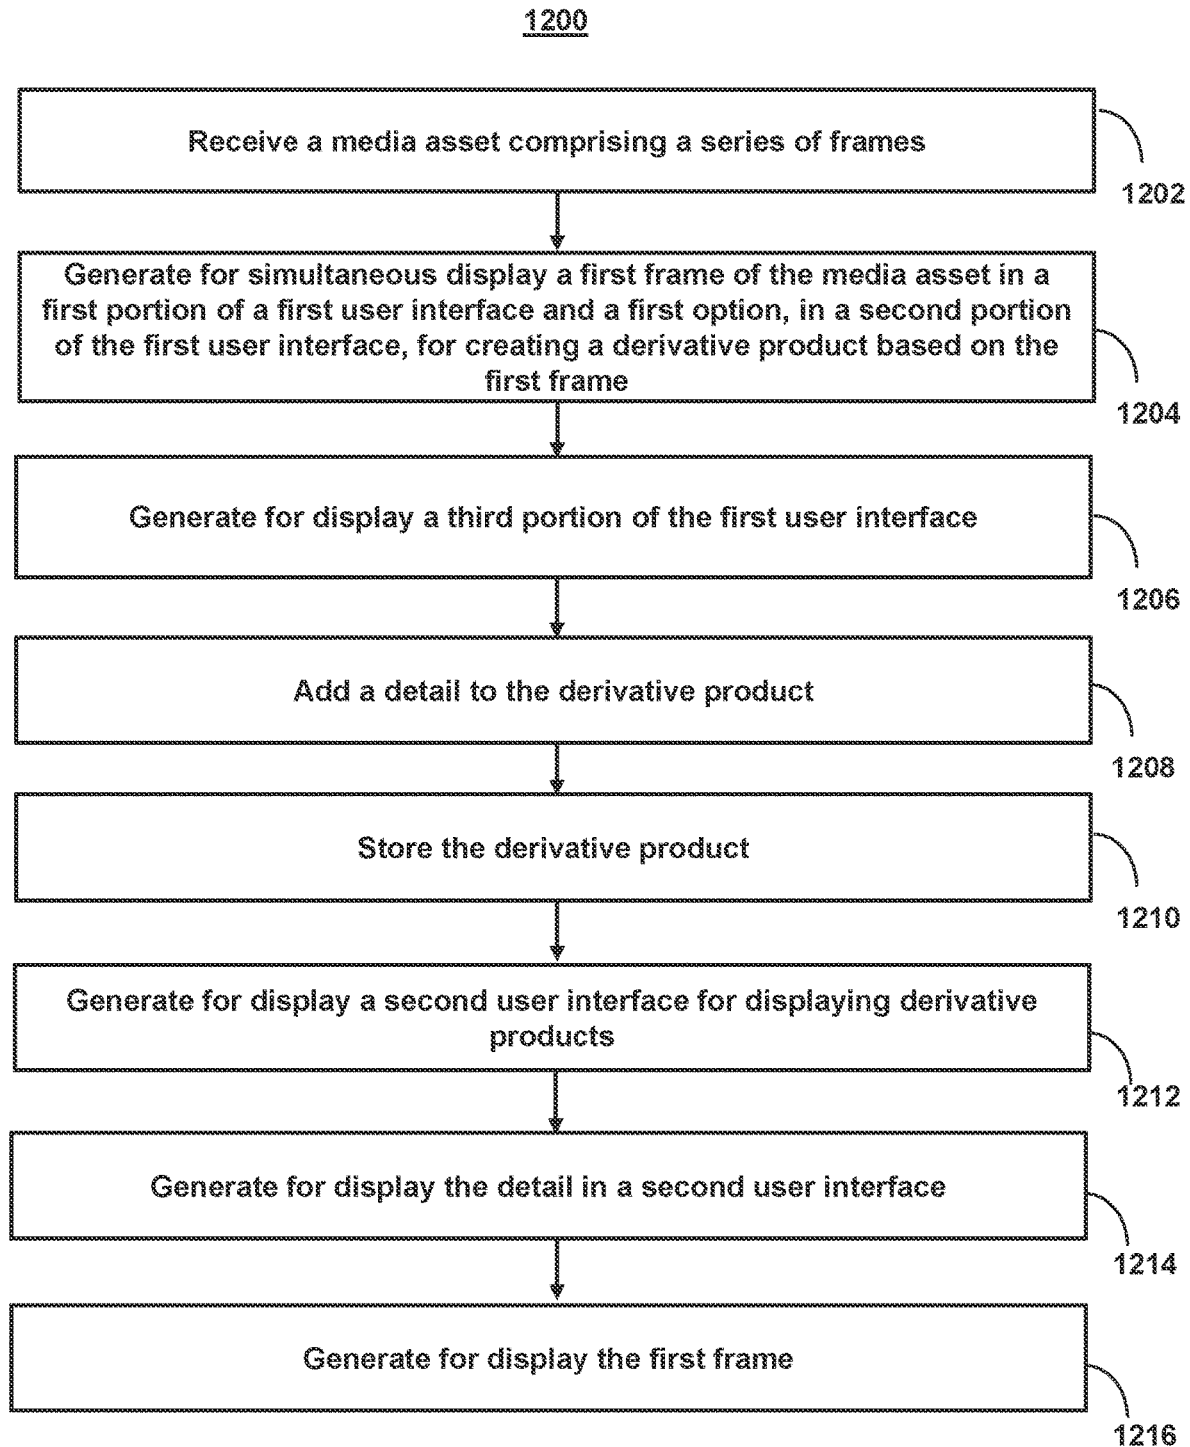 1200
Receive a media asset comprising a series of frames
1202
Generate for simultaneous display a first frame of the media asset in a
first portion of a first user interface and a first option, in a second portion
of the first user interface, for creating a derivative product based on the
first frame
1204
Generate for display a third portion of the first user interface
1206
Add a detail to the derivative product
1208
Store the derivative product
1210
Generate for display a second user interface for displaying derivative
products
1212
Generate for display the detail in a second user interface
1214
Generate for display the first frame
1216